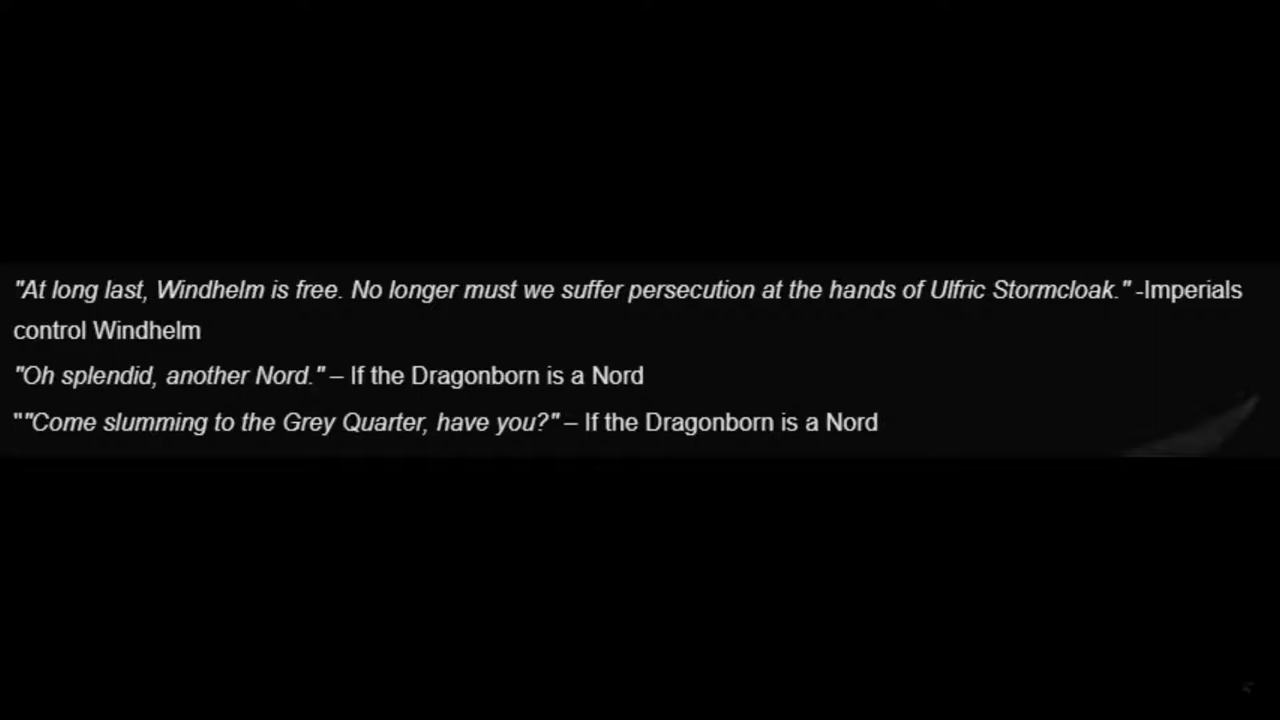 "At long last, Windhelm is free. No longer must we suffer persecution at the hands of Ulfric Stormcloak." -Imperials
control Windhelm
"Oh splendid, another Nord." – If the Dragonborn is a Nord
""Come slumming to the Grey Quarter, have you?" – If the Dragonborn is a Nord